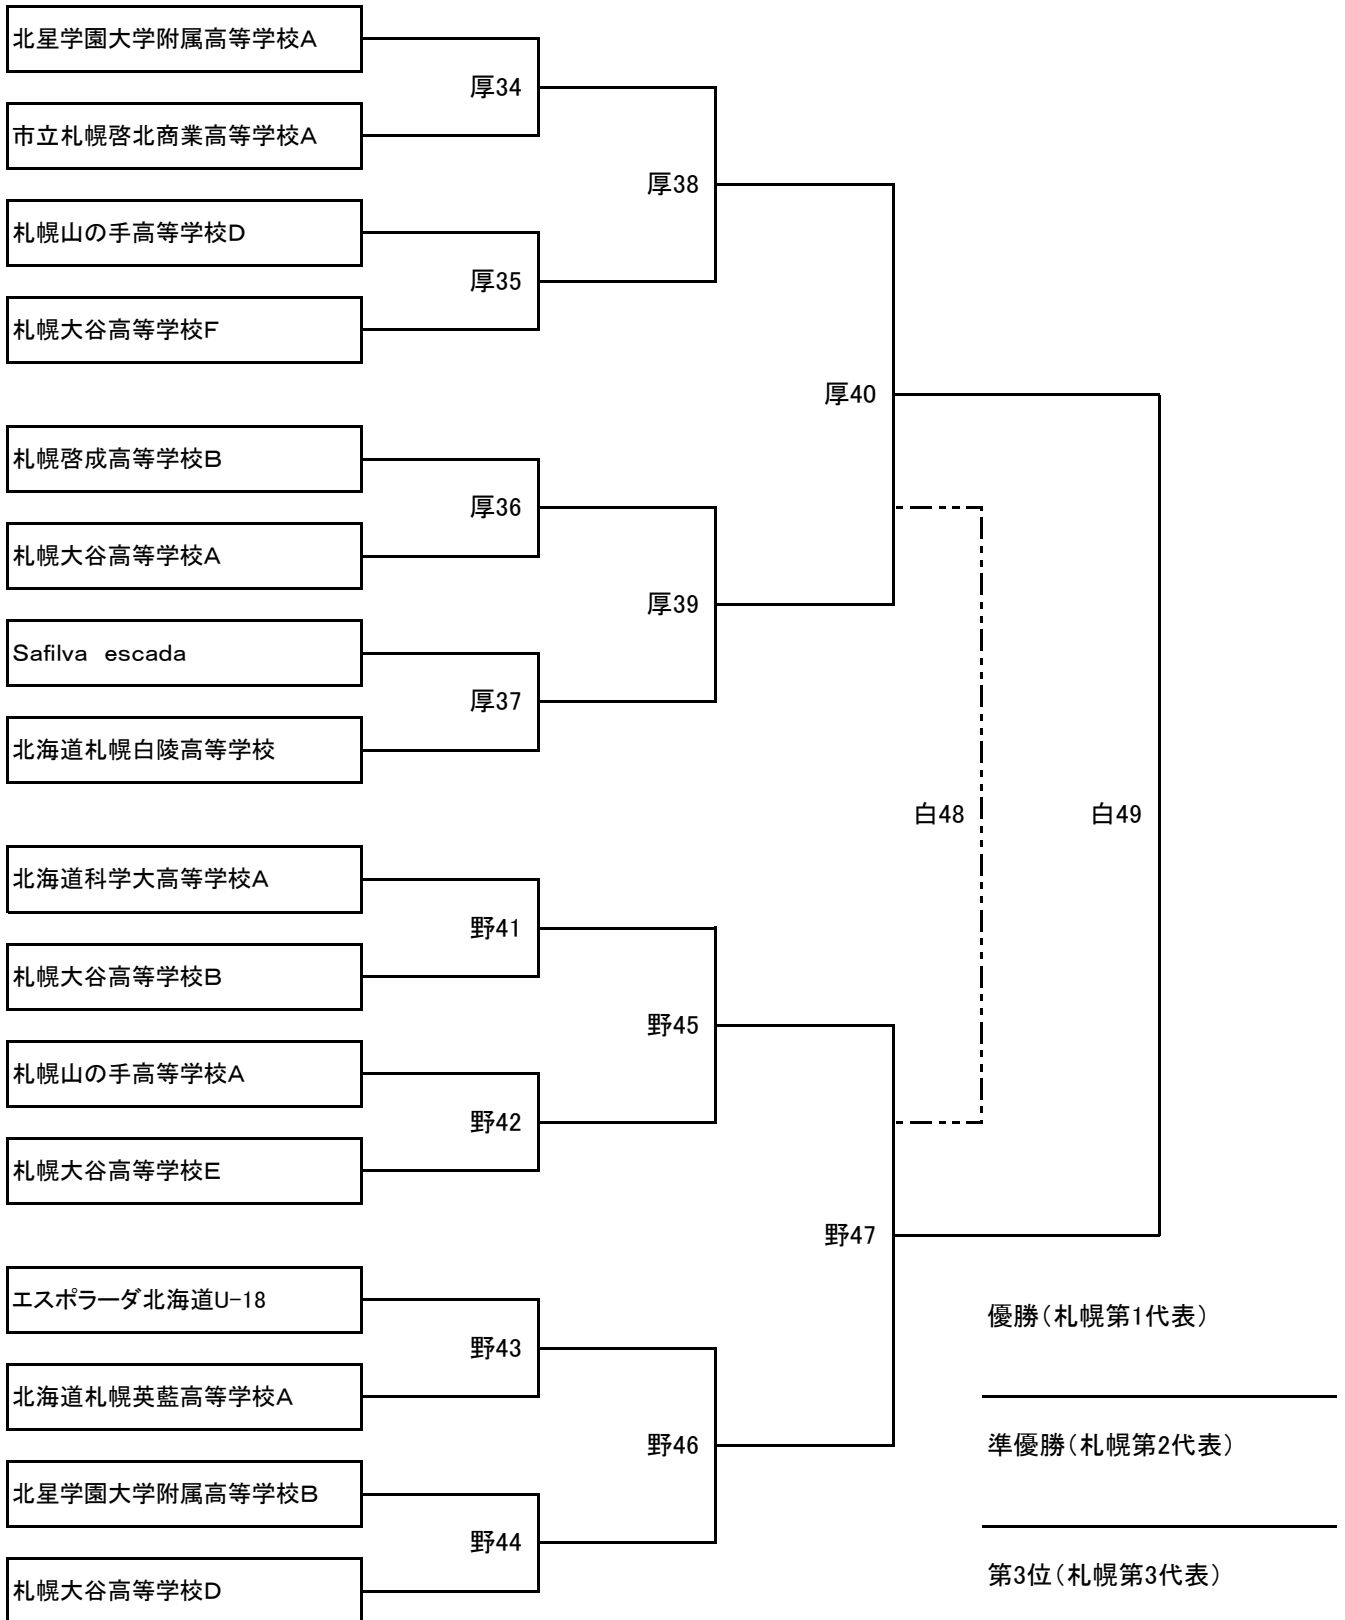 北星学園大学附属高等学校A
厚34
市立札幌啓北商業高等学校A
厚38
札幌山の手高等学校D
厚35
札幌大谷高等学校F
厚40
札幌啓成高等学校B
厚36
札幌大谷高等学校A
厚39
Safilva　escada
厚37
北海道札幌白陵高等学校
白48
白49
北海道科学大高等学校A
野41
札幌大谷高等学校B
野45
札幌山の手高等学校A
野42
札幌大谷高等学校E
野47
エスポラーダ北海道U-18
優勝（札幌第1代表）
野43
北海道札幌英藍高等学校A
野46
準優勝（札幌第2代表）
北星学園大学附属高等学校B
野44
第3位（札幌第3代表）
札幌大谷高等学校D